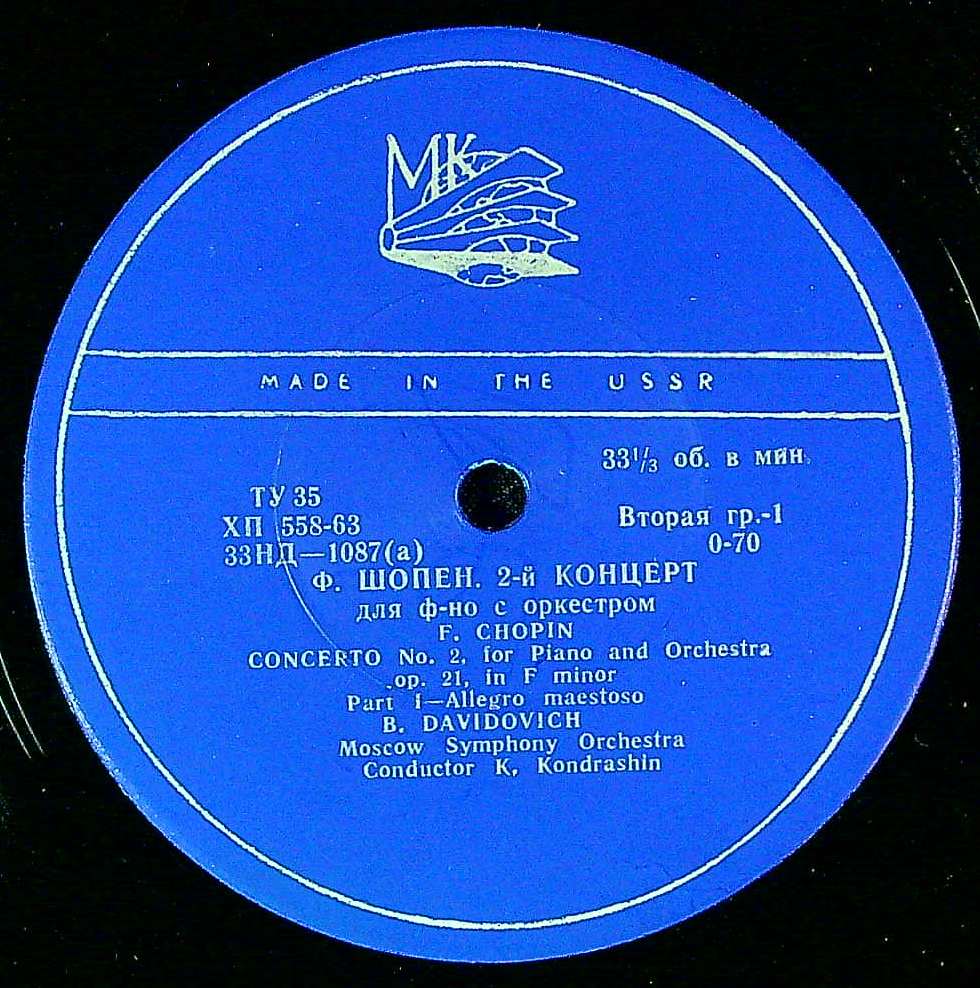 МК
MADE IN THE USSR
33⅓ об. в мин.
ТУ 35
ХП 558-63
Вторая гр.-1
33НД—1087(а)
0-70
Ф. ШОПЕН. 2-й КОНЦЕРТ
для ф-но с оркестром
F. CHOPIN
CONCERTO No. 2, for Piano and Orchestra
op. 21, in F minor
Part I—Allegro maestoso
B. DAVIDOVICH
Moscow Symphony Orchestra
Conductor K. Kondrashin